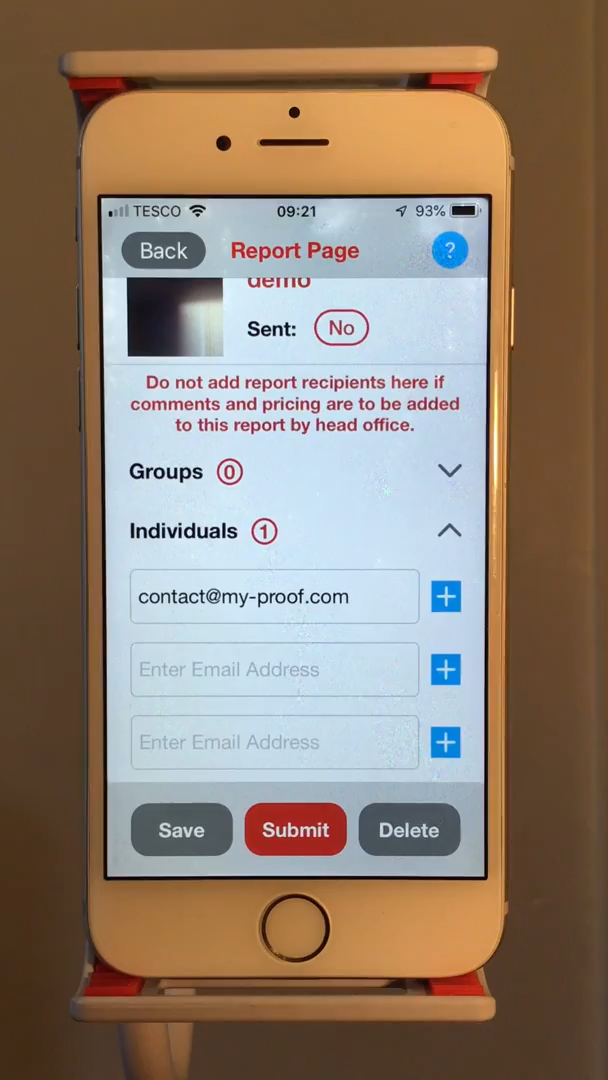 TESCO 09:21 93%
Back Report Page ?
demo
Sent: No
Do not add report recipients here if
comments and pricing are to be added
to this report by head office.
Groups 0
Individuals 1
contact@my-proof.com
Enter Email Address
Enter Email Address
Save Submit Delete